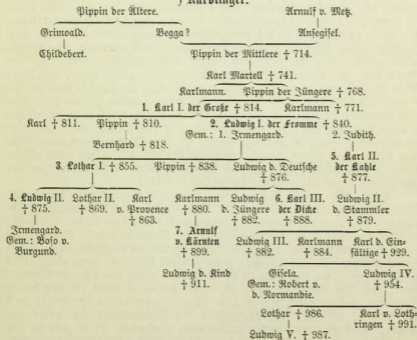 ) Karolinger.
Pippin der Ältere. Arnulf v. Metz.
Grimoald. Begga? Ansegisel.
Childebert. Pippin der Mittlere † 714.
Karl Martell † 741.
Karlmann. Pippin der Jüngere † 768.
1. Karl I. der Große † 814. Karlmann † 771.
Karl † 811. Pippin † 810. 2. Ludwig I. der Fromme † 840.
Gem.: 1. Irmengard. 2. Judith.
Bernhard † 818.
5. Karl II.
3. Lothar I. † 855. Pippin † 838. Ludwig d. Deutsche der Kahle
† 876. † 877.
4. Ludwig II. Lothar II. Karl Karlmann Ludwig 6. Karl III. Ludwig II.
† 875. † 869. v. Provence † 880. d. Jüngere der Dicke d. Stammler
† 863. † 882. † 888. † 879.
Irmengard.
Gem.: Boso v. Burgund.
7. Arnulf v. Kärnten † 899.
Ludwig III. Karlmann Karl d. Ein-
† 882. † 884. fältige † 929.
Ludwig d. Kind Gisela. Ludwig IV.
† 911. Gem.: Robert v. † 954.
d. Normandie.
Lothar † 986. Karl v. Loth-
ringen † 991.
Ludwig V. † 987.